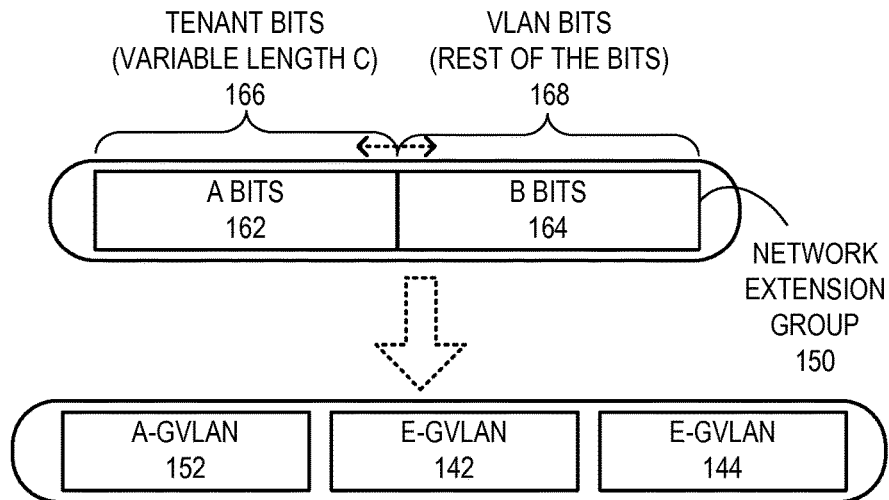 TENANT BITS
(VARIABLE LENGTH C)
166
VLAN BITS
(REST OF THE BITS)
168
A BITS
162
B BITS
164
NETWORK
EXTENSION
GROUP
150
A-GVLAN
152
E-GVLAN
142
E-GVLAN
144